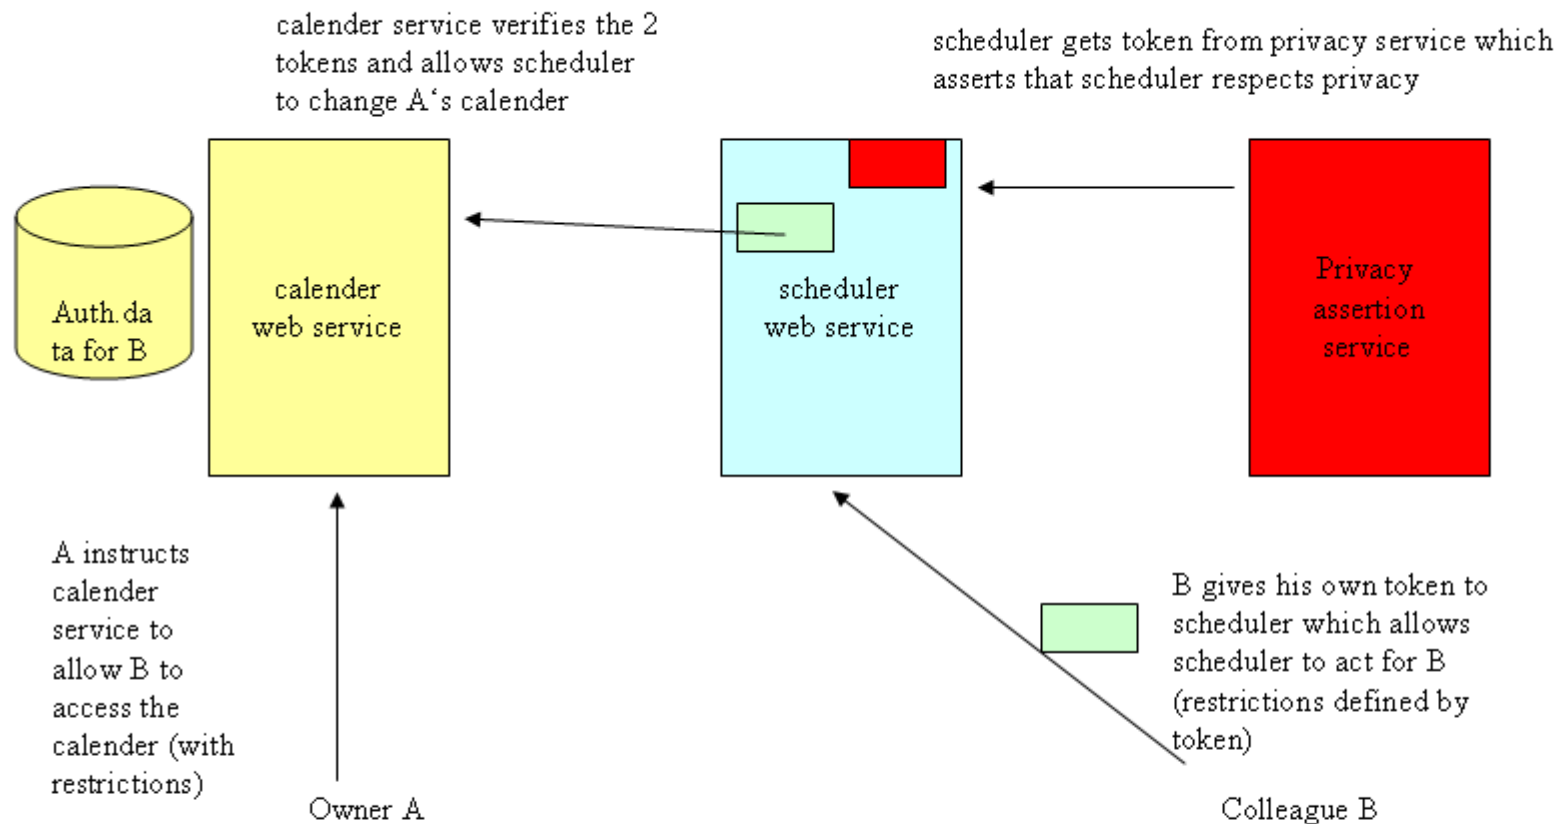 calender service verifies the 2
tokens and allows scheduler
to change A‘s calender
scheduler gets token from privacy service which
asserts that scheduler respects privacy
Auth.da
ta for B
calender
web service
scheduler
web service
Privacy
assertion
service
A instructs
calender
service to
allow B to
access the
calender (with
restrictions)
B gives his own token to
scheduler which allows
scheduler to act for B
(restrictions defined by
token)
Owner A
Colleague B